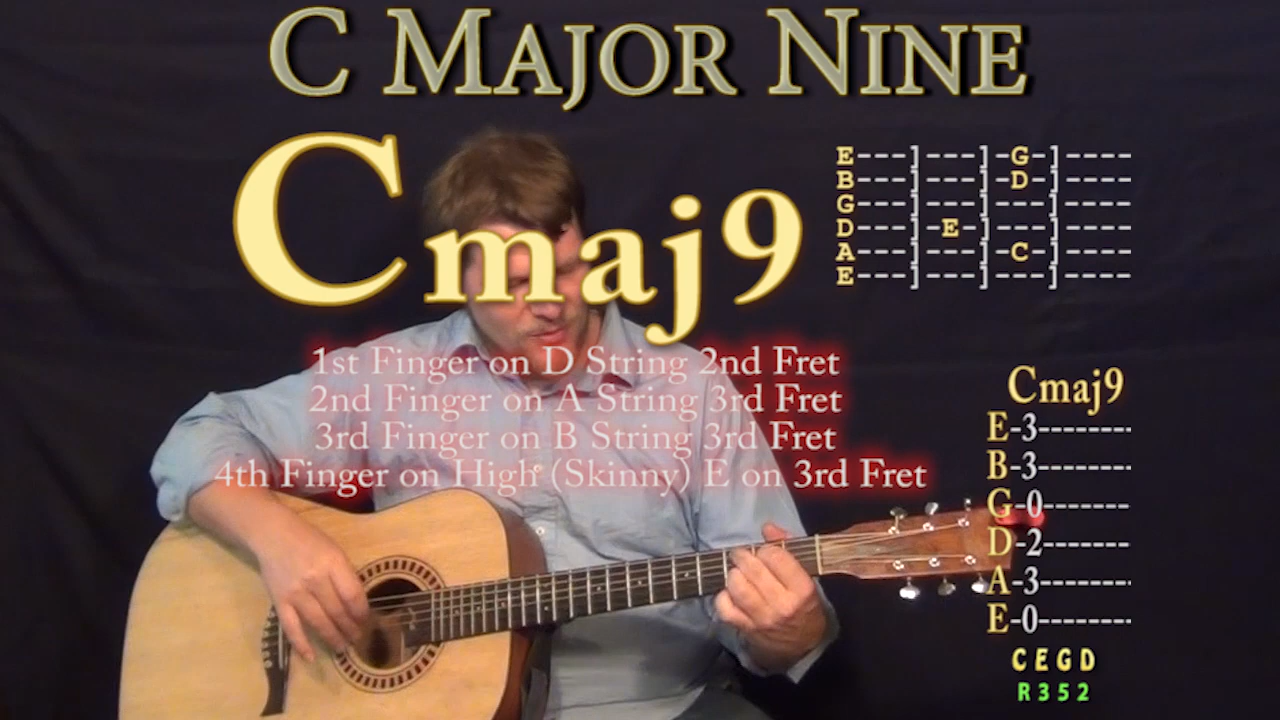 C Major Nine
Cmaj9
E---]---]-G-]----
B---]---]-D-]----
G---]---]---]----
D---]-E-]---]----
A---]---]-C-]----
E---]---]---]----
1st Finger on D String 2nd Fret
2nd Finger on A String 3rd Fret
3rd Finger on B String 3rd Fret
4th Finger on High (Skinny) E on 3rd Fret
Cmaj9
E-3-------
B-3-------
G-0-------
D-2-------
A-3-------
E-0-------
C E G D
R 3 5 2